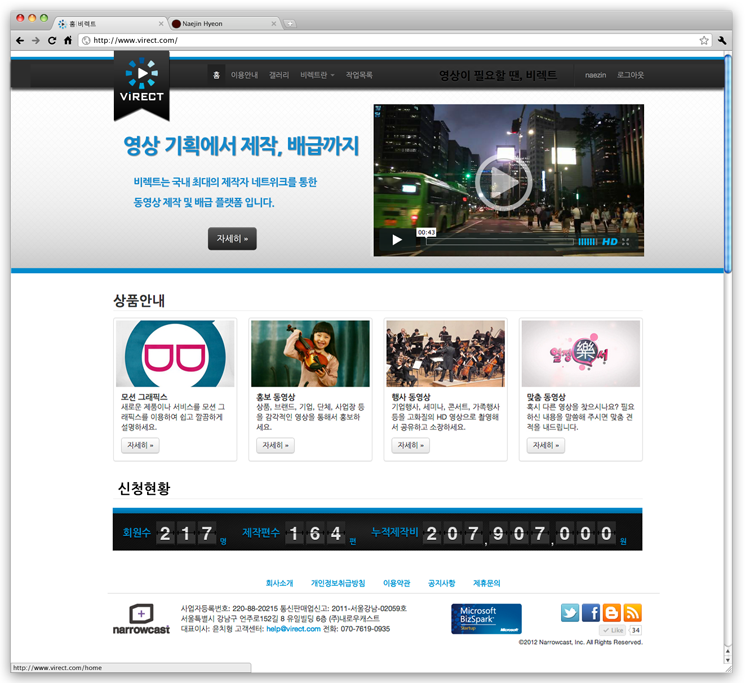 홈|비렉트
Naejin Hyeon
http://www.virect.com/
ViRECT
홈 이용안내 갤러리 비렉트란 작업목록
영상이 필요할 땐, 비렉트
naezin 로그아웃
영상 기획에서 제작, 배급까지
비렉트는 국내 최대의 제작자 네트워크를 통한
동영상 제작 및 배급 플랫폼 입니다.
자세히 »
00:43
HD
상품안내
모션 그래픽스
새로운 제품이나 서비스를 모션 그
래픽스를 이용하여 쉽고 깔끔하게
설명하세요.
자세히 »
홍보 동영상
상품, 브랜드, 기업, 단체, 사업장 등
을 감각적인 영상을 통해서 홍보하
세요.
자세히 »
행사 동영상
기업행사, 세미나, 콘서트, 가족행사
등을 고화질의 HD 영상으로 촬영해
서 공유하고 소장하세요.
자세히 »
열정樂서
맞춤 동영상
혹시 다른 영상을 찾으시나요? 필요
하신 내용을 말씀해 주시면 맞춤 견
적을 내드립니다.
자세히 »
신청현황
회원수 217 명 제작편수 164 편 누적제작비 207,907,000 원
회사소개 개인정보취급방침 이용약관 공지사항 제휴문의
narrowcast
사업자등록번호: 220-88-20215 통신판매업신고: 2011-서울강남-02059호
서울특별시 강남구 언주로152길 8 유일빌딩 6층 (주)내로우캐스트
대표이사: 은치형 고객센터: help@virect.com 전화: 070-7619-0935
Microsoft
BizSpark
Startup
Microsoft
Like 34
©2012 Narrowcast, Inc. All Rights Reserved.
http://www.virect.com/home